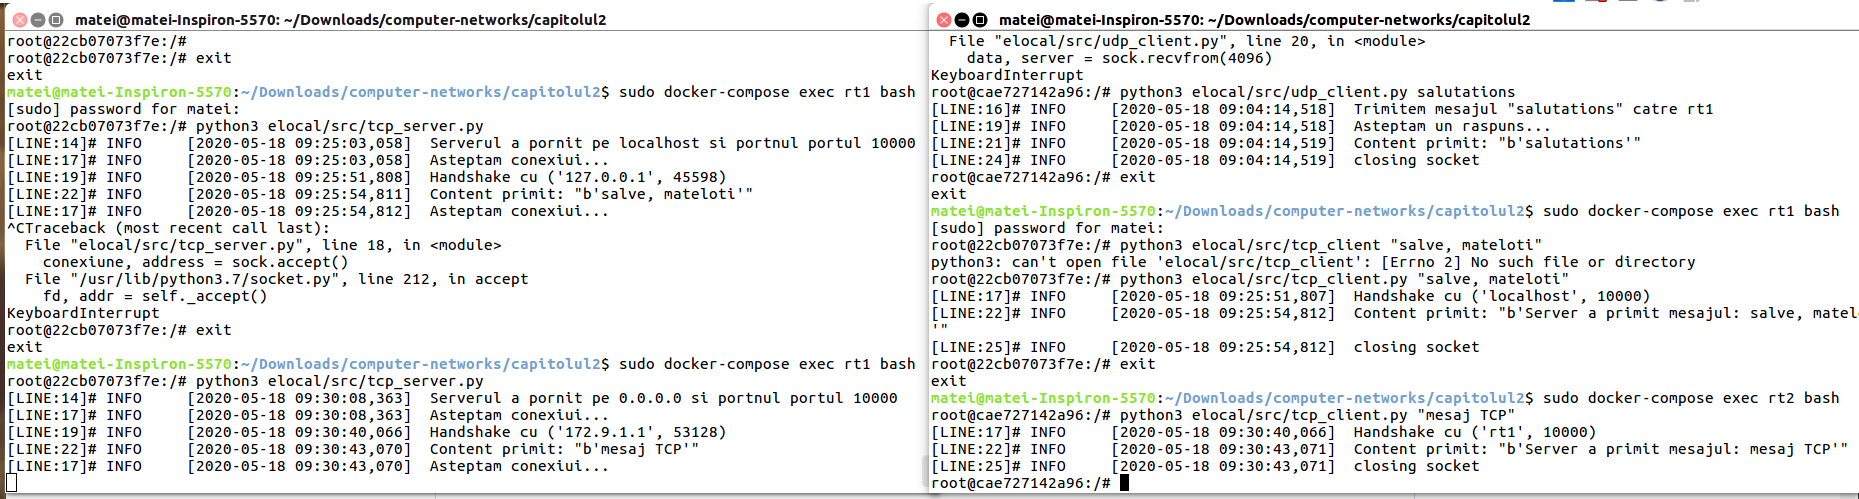 matei@matei-Inspiron-5570: ~/Downloads/computer-networks/capitolul2
root@22cb07073f7e:/#
root@22cb07073f7e:/# exit
exit
matei@matei-Inspiron-5570:~/Downloads/computer-networks/capitolul2$ sudo docker-compose exec rt1 bash
[sudo] password for matei:
root@22cb07073f7e:/# python3 elocal/src/tcp_server.py
[LINE:14]# INFO     [2020-05-18 09:25:03,058]  Serverul a pornit pe localhost si portnul portul 10000
[LINE:17]# INFO     [2020-05-18 09:25:03,058]  Asteptam conexiui...
[LINE:19]# INFO     [2020-05-18 09:25:51,808]  Handshake cu ('127.0.0.1', 45598)
[LINE:22]# INFO     [2020-05-18 09:25:54,811]  Content primit: "b'salve, mateloti'"
[LINE:17]# INFO     [2020-05-18 09:25:54,812]  Asteptam conexiui...
^CTraceback (most recent call last):
  File "elocal/src/tcp_server.py", line 18, in <module>
    conexiune, address = sock.accept()
  File "/usr/lib/python3.7/socket.py", line 212, in accept
    fd, addr = self._accept()
KeyboardInterrupt
root@22cb07073f7e:/# exit
exit
matei@matei-Inspiron-5570:~/Downloads/computer-networks/capitolul2$ sudo docker-compose exec rt1 bash
root@22cb07073f7e:/# python3 elocal/src/tcp_server.py
[LINE:14]# INFO     [2020-05-18 09:30:08,363]  Serverul a pornit pe 0.0.0.0 si portnul portul 10000
[LINE:17]# INFO     [2020-05-18 09:30:08,363]  Asteptam conexiui...
[LINE:19]# INFO     [2020-05-18 09:30:40,066]  Handshake cu ('172.9.1.1', 53128)
[LINE:22]# INFO     [2020-05-18 09:30:43,070]  Content primit: "b'mesaj TCP'"
[LINE:17]# INFO     [2020-05-18 09:30:43,070]  Asteptam conexiui...
matei@matei-Inspiron-5570: ~/Downloads/computer-networks/capitolul2
  File "elocal/src/udp_client.py", line 20, in <module>
    data, server = sock.recvfrom(4096)
KeyboardInterrupt
root@cae727142a96:/# python3 elocal/src/udp_client.py salutations
[LINE:16]# INFO     [2020-05-18 09:04:14,518]  Trimitem mesajul "salutations" catre rt1
[LINE:19]# INFO     [2020-05-18 09:04:14,518]  Asteptam un raspuns...
[LINE:21]# INFO     [2020-05-18 09:04:14,519]  Content primit: "b'salutations'"
[LINE:24]# INFO     [2020-05-18 09:04:14,519]  closing socket
root@cae727142a96:/# exit
exit
matei@matei-Inspiron-5570:~/Downloads/computer-networks/capitolul2$ sudo docker-compose exec rt1 bash
[sudo] password for matei:
root@22cb07073f7e:/# python3 elocal/src/tcp_client "salve, mateloti"
python3: can't open file 'elocal/src/tcp_client': [Errno 2] No such file or directory
root@22cb07073f7e:/# python3 elocal/src/tcp_client.py "salve, mateloti"
[LINE:17]# INFO     [2020-05-18 09:25:51,807]  Handshake cu ('localhost', 10000)
[LINE:22]# INFO     [2020-05-18 09:25:54,812]  Content primit: "b'Server a primit mesajul: salve, matel
'"
[LINE:25]# INFO     [2020-05-18 09:25:54,812]  closing socket
root@22cb07073f7e:/# exit
exit
matei@matei-Inspiron-5570:~/Downloads/computer-networks/capitolul2$ sudo docker-compose exec rt2 bash
root@cae727142a96:/# python3 elocal/src/tcp_client.py "mesaj TCP"
[LINE:17]# INFO     [2020-05-18 09:30:40,066]  Handshake cu ('rt1', 10000)
[LINE:22]# INFO     [2020-05-18 09:30:43,071]  Content primit: "b'Server a primit mesajul: mesaj TCP'"
[LINE:25]# INFO     [2020-05-18 09:30:43,071]  closing socket
root@cae727142a96:/#